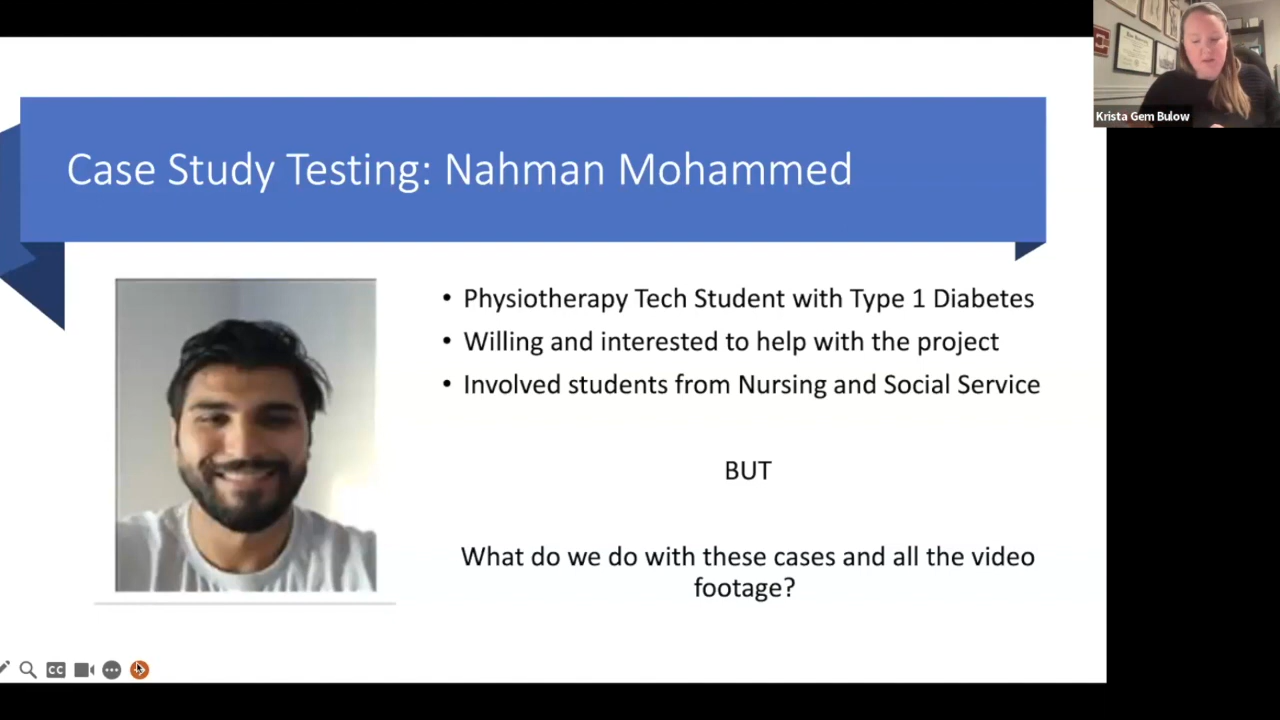 Krista Gem Bulow
Case Study Testing: Nahman Mohammed
• Physiotherapy Tech Student with Type 1 Diabetes
• Willing and interested to help with the project
• Involved students from Nursing and Social Service
BUT
What do we do with these cases and all the video
footage?
CC